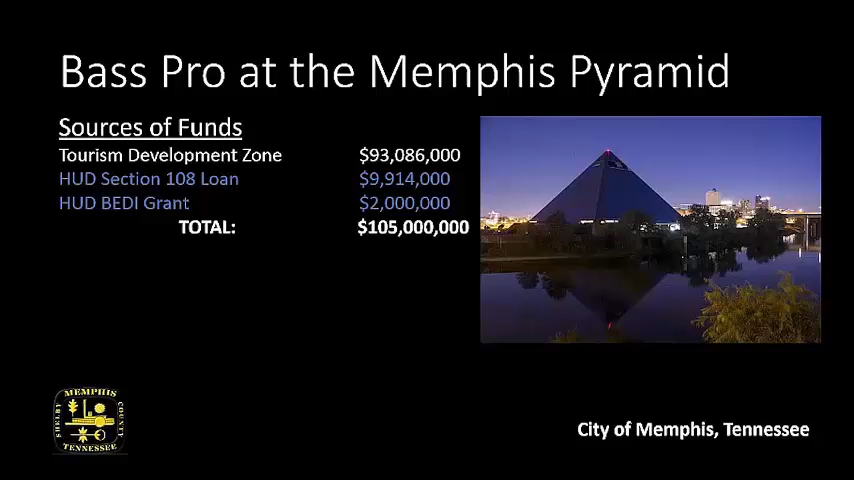 Bass Pro at the Memphis Pyramid
Sources of Funds
Tourism Development Zone $93,086,000
HUD Section 108 Loan $9,914,000
HUD BEDI Grant $2,000,000
TOTAL: $105,000,000
MEMPHIS
SHELBY COUNTY
TENNESSEE
City of Memphis, Tennessee